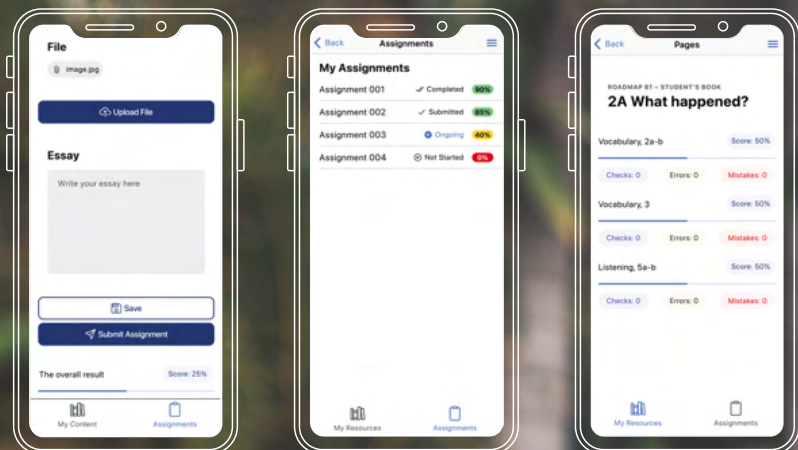 File
image.jpg
Upload File
Essay
Write your essay here
Save
Submit Assignment
The overall result Score: 25%
My Content Assignments
Back Assignments
My Assignments
Assignment 001 Completed 90%
Assignment 002 Submitted 85%
Assignment 003 Ongoing 40%
Assignment 004 Not Started 0%
My Resources Assignments
Back Pages
ROADMAP B1 – STUDENT'S BOOK
2A What happened?
Vocabulary, 2a-b Score: 50%
Checks: 0 Errors: 0 Mistakes: 0
Vocabulary, 3 Score: 50%
Checks: 0 Errors: 0 Mistakes: 0
Listening, 5a-b Score: 50%
Checks: 0 Errors: 0 Mistakes: 0
My Resources Assignments